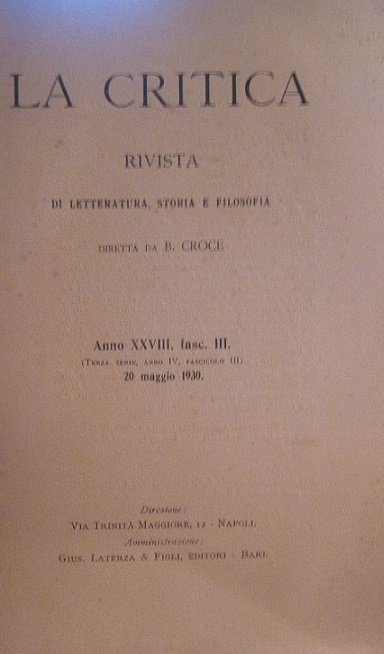 LA CRITICA
RIVISTA
DI LETTERATURA, STORIA E FILOSOFIA
DIRETTA DA B. CROCE
Anno XXVIII, fasc. III.
(TERZA SERIE, ANNO IV, FASCICOLO III)
20 maggio 1930.
Direzione:
VIA TRINITÀ MAGGIORE, 12 - NAPOLI.
Amministrazione:
GIUS. LATERZA & FIGLI, EDITORI - BARI.